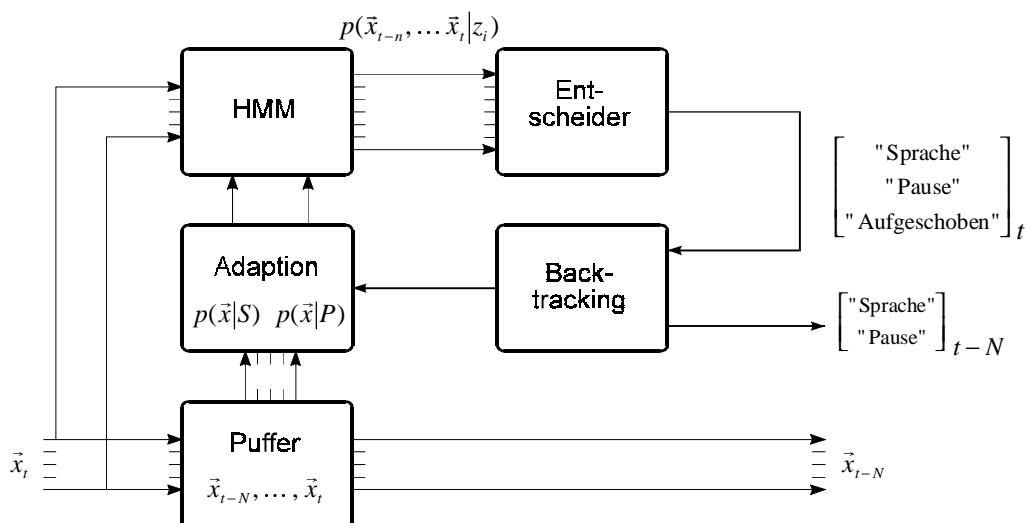 p(x⃗_{t−n}, … x⃗_t|z_i)
HMM
Ent-
scheider
"Sprache"
"Pause"
"Aufgeschoben"
t
Adaption
p(x⃗|S) p(x⃗|P)
Back-
tracking
"Sprache"
"Pause"
t − N
Puffer
x⃗_{t−N}, … , x⃗_t
x⃗_t
x⃗_{t−N}